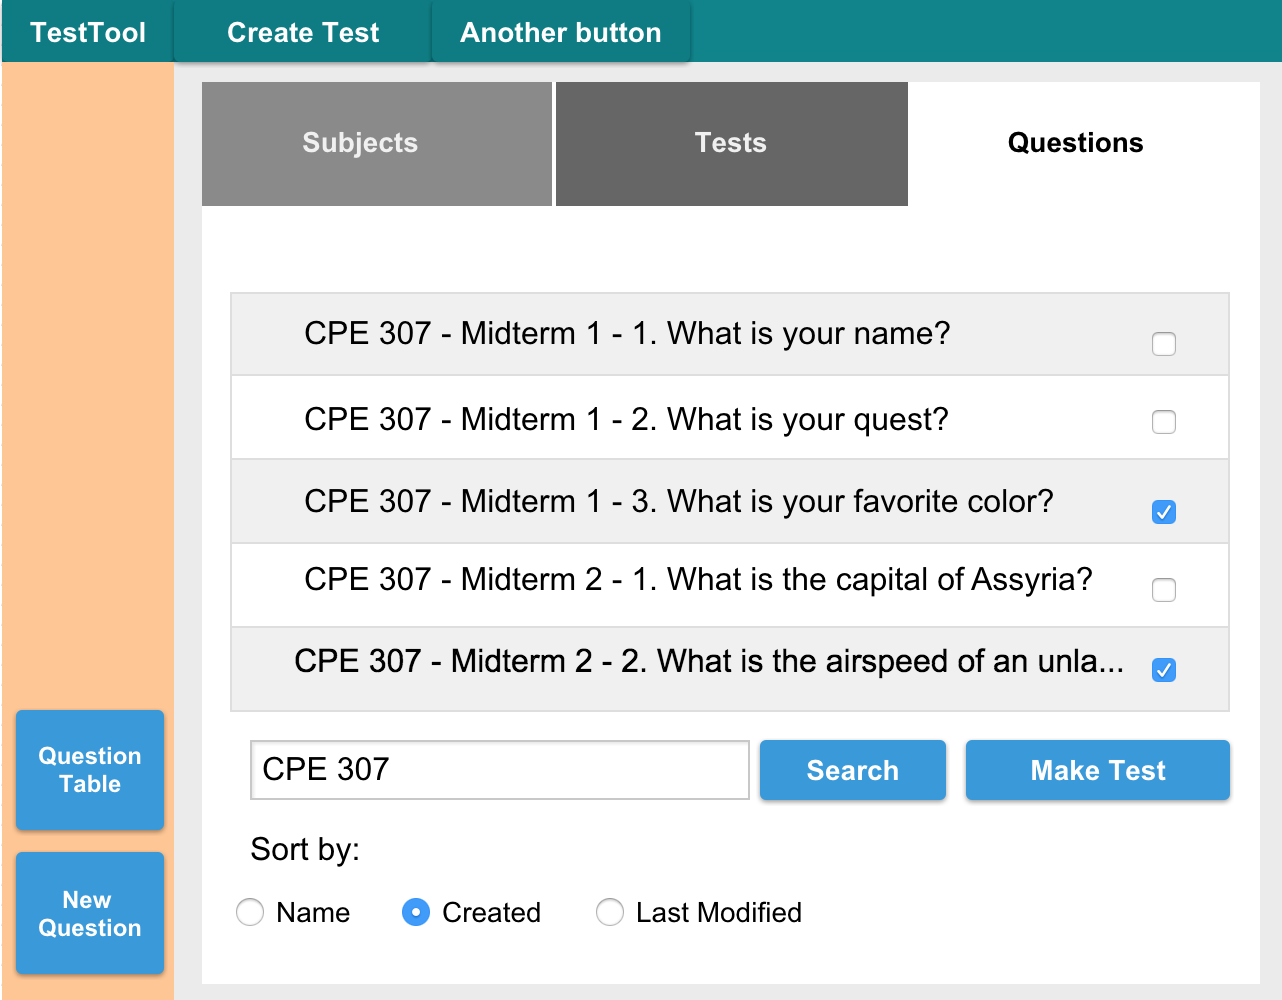 TestTool Create Test Another button
Subjects Tests Questions
CPE 307 - Midterm 1 - 1. What is your name?
CPE 307 - Midterm 1 - 2. What is your quest?
CPE 307 - Midterm 1 - 3. What is your favorite color?
CPE 307 - Midterm 2 - 1. What is the capital of Assyria?
CPE 307 - Midterm 2 - 2. What is the airspeed of an unla...
CPE 307 Search Make Test
Sort by:
Name Created Last Modified
Question
Table
New
Question